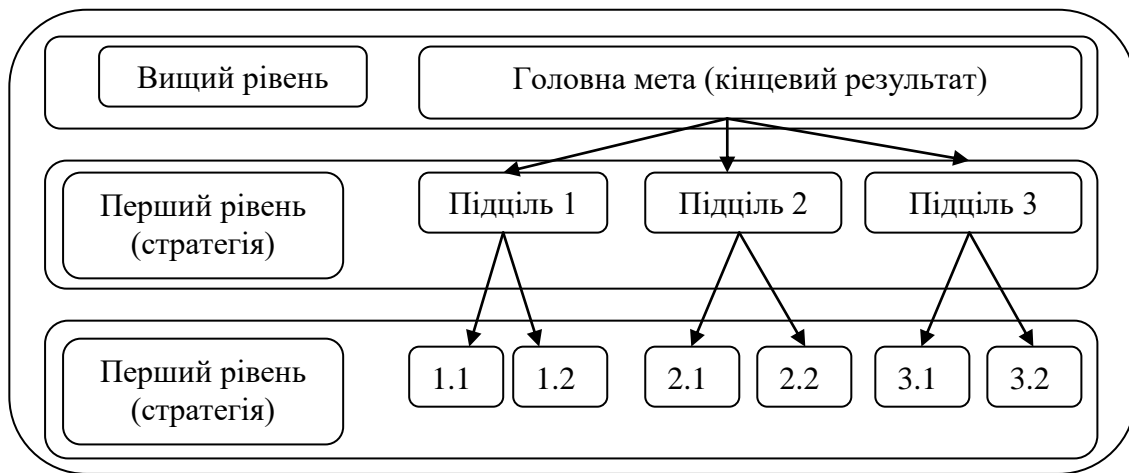 Вищий рівень
Головна мета (кінцевий результат)
Перший рівень
(стратегія)
Підціль 1
Підціль 2
Підціль 3
Перший рівень
(стратегія)
1.1
1.2
2.1
2.2
3.1
3.2